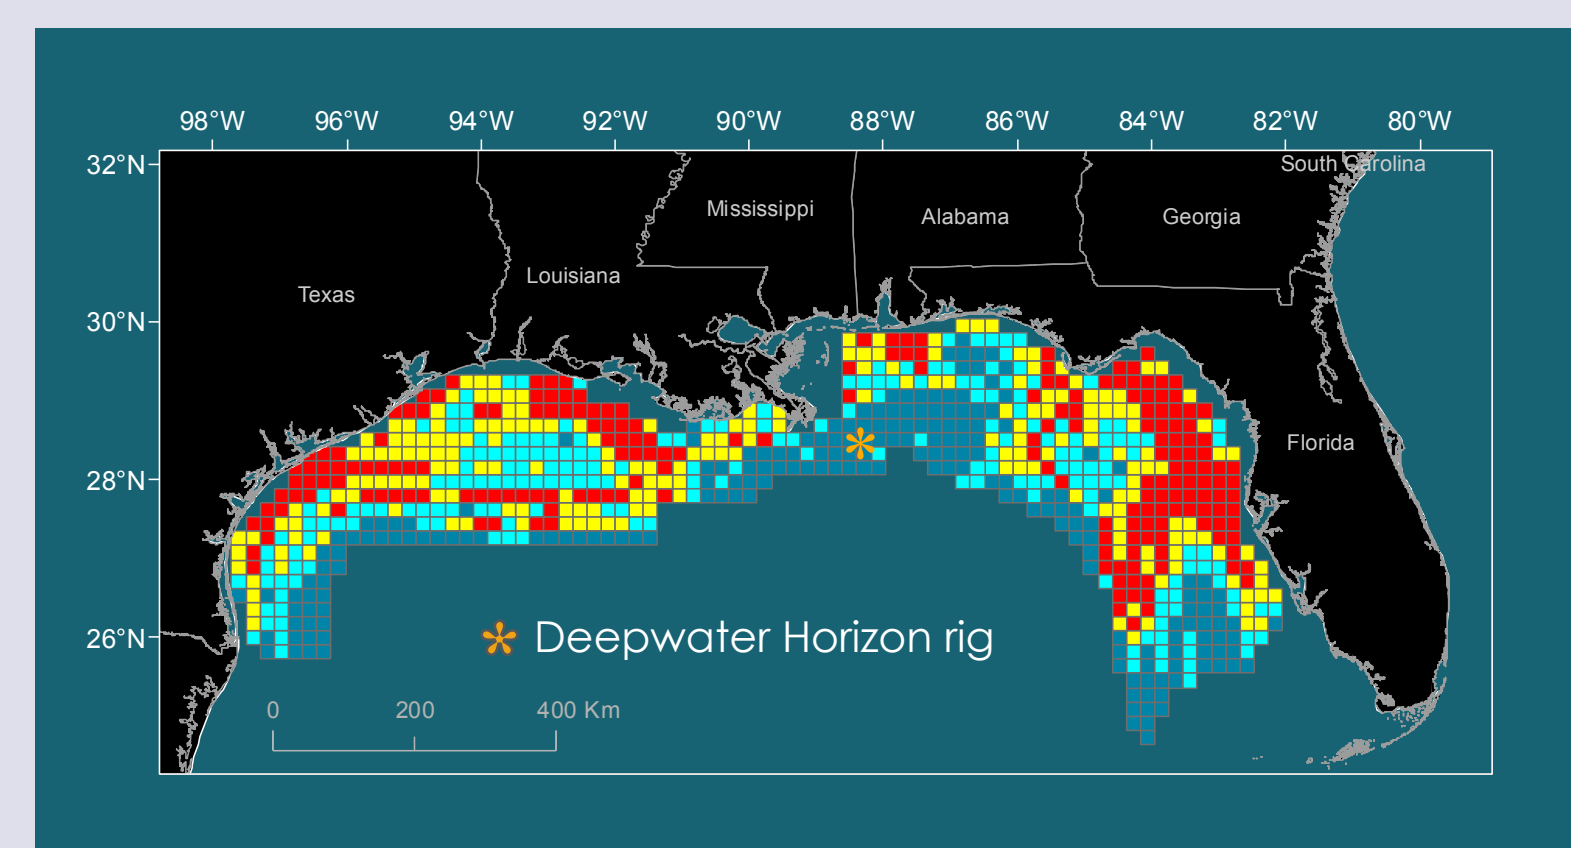 98°W 96°W 94°W 92°W 90°W 88°W 86°W 84°W 82°W 80°W
32°N
South Carolina
Mississippi
Alabama
Georgia
Louisiana
Texas
30°N
Florida
28°N
26°N
Deepwater Horizon rig
0 200 400 Km